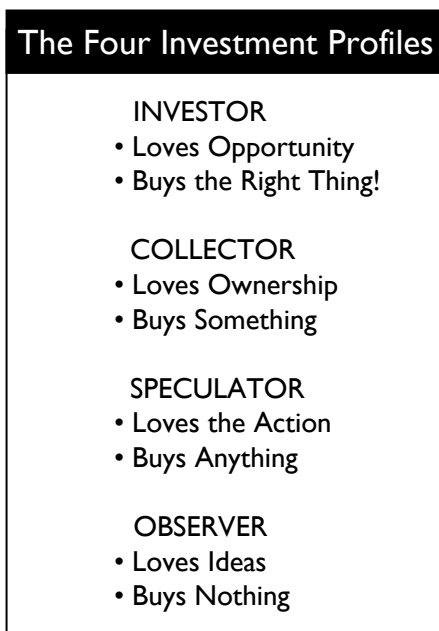 The Four Investment Profiles
INVESTOR
• Loves Opportunity
• Buys the Right Thing!
COLLECTOR
• Loves Ownership
• Buys Something
SPECULATOR
• Loves the Action
• Buys Anything
OBSERVER
• Loves Ideas
• Buys Nothing